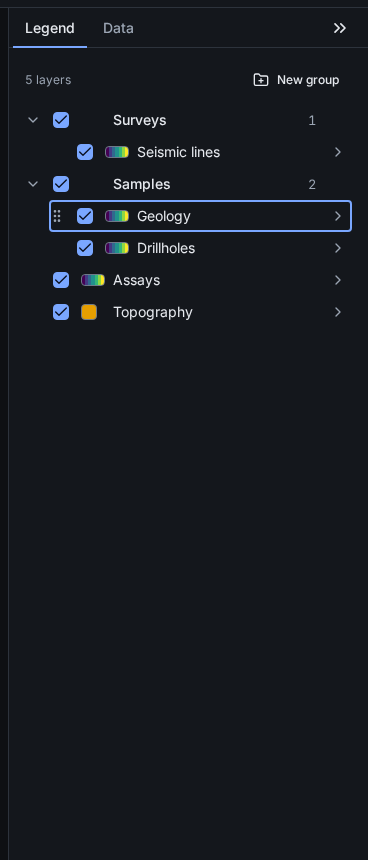 Legend Data
5 layers New group
Surveys 1
Seismic lines
Samples 2
Geology
Drillholes
Assays
Topography